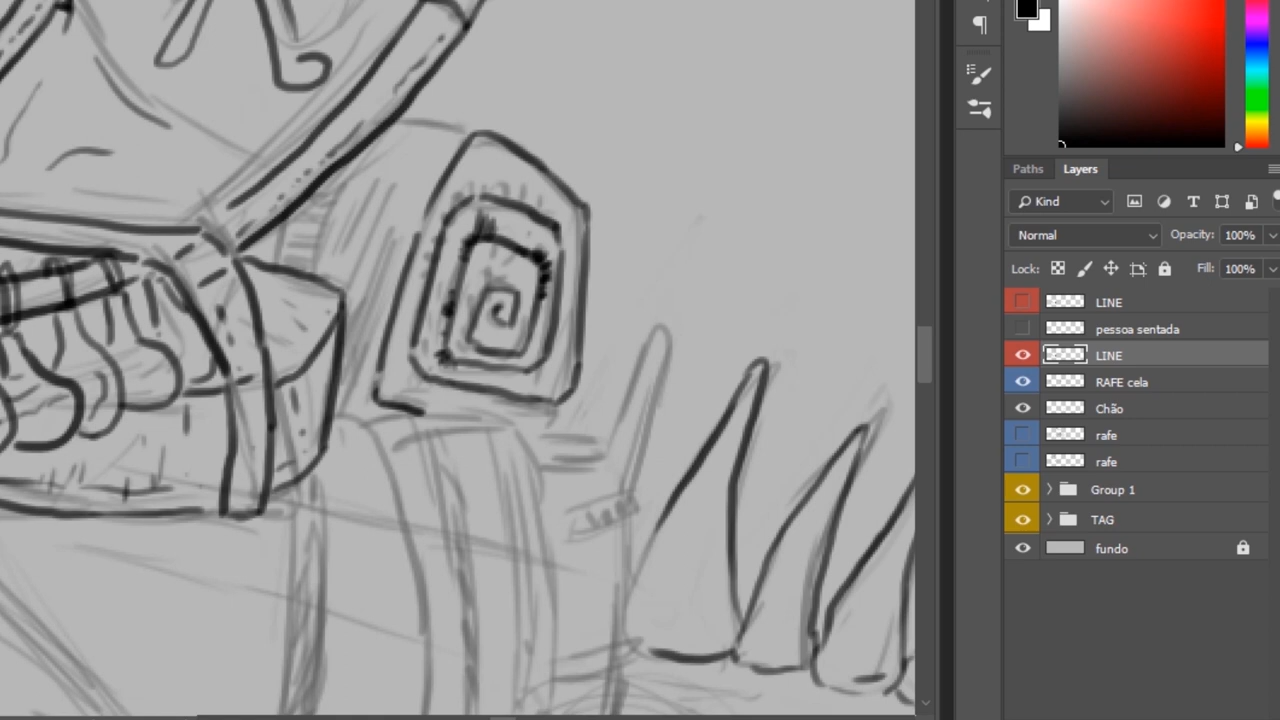 Paths Layers
Kind
Normal Opacity: 100%
Lock: Fill: 100%
LINE
pessoa sentada
LINE
RAFE cela
Chão
rafe
rafe
Group 1
TAG
fundo